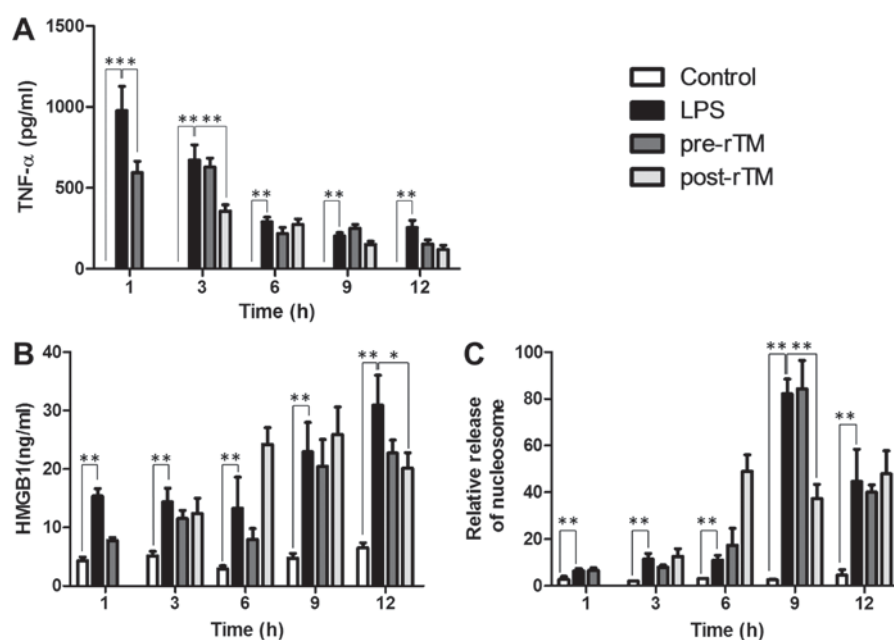 A
TNF-α (pg/ml)
1500
1000
500
0
***
** **
**
**
**
1 3 6 9 12
Time (h)
Control
LPS
pre-rTM
post-rTM
B
HMGB1(ng/ml)
40
30
20
10
0
**
**
**
**
** *
1 3 6 9 12
Time (h)
C
Relative release
of nucleosome
100
80
60
40
20
0
**
**
**
** **
**
1 3 6 9 12
Time (h)